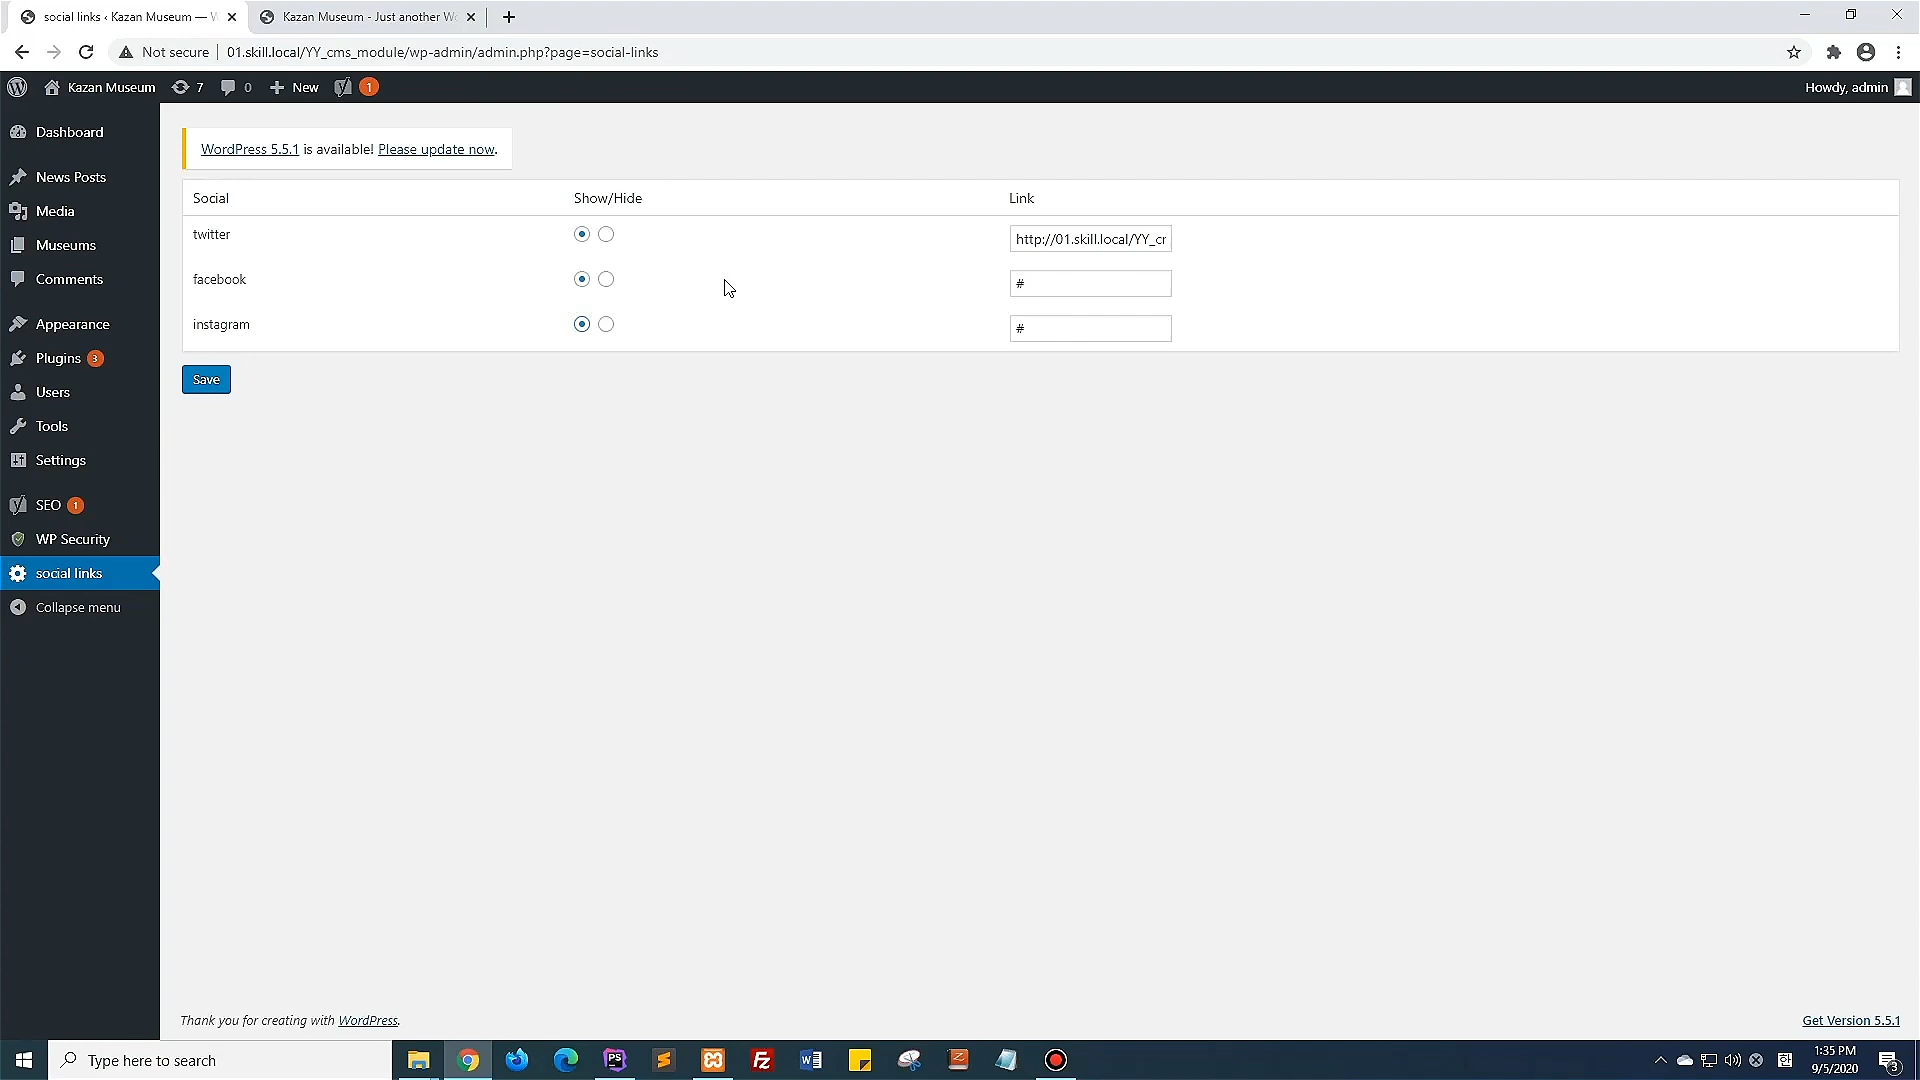 social links ‹ Kazan Museum — W
Kazan Museum - Just another Wo
Not secure
01.skill.local/YY_cms_module/wp-admin/admin.php?page=social-links
Kazan Museum
7
0
New
1
Howdy, admin
Dashboard
News Posts
Media
Museums
Comments
Appearance
Plugins 3
Users
Tools
Settings
SEO 1
WP Security
social links
Collapse menu
WordPress 5.5.1 is available! Please update now.
Social Show/Hide Link
twitter http://01.skill.local/YY_cr
facebook #
instagram #
Save
Thank you for creating with WordPress.
Get Version 5.5.1
Type here to search
PS
FZ
W
1:35 PM
9/5/2020
3